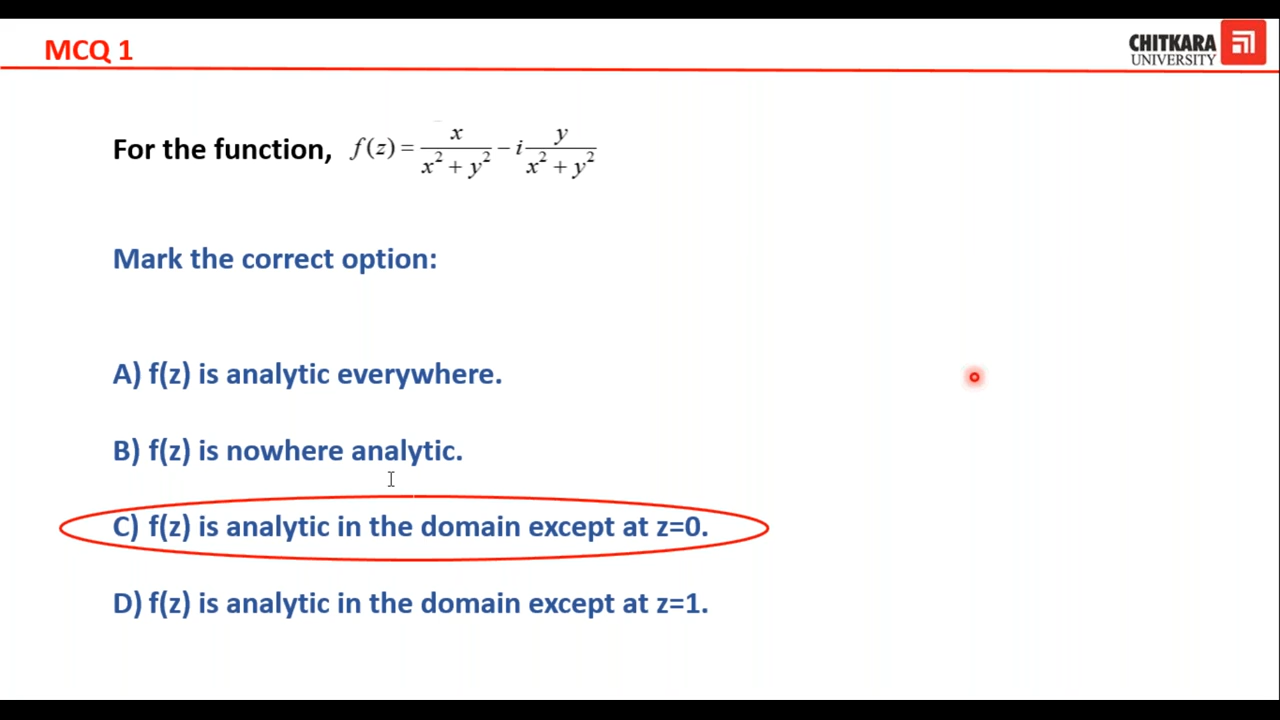 MCQ 1
CHITKARA
UNIVERSITY
For the function, f(z) = x/(x² + y²) − i y/(x² + y²)
Mark the correct option:
A) f(z) is analytic everywhere.
B) f(z) is nowhere analytic.
C) f(z) is analytic in the domain except at z=0.
D) f(z) is analytic in the domain except at z=1.